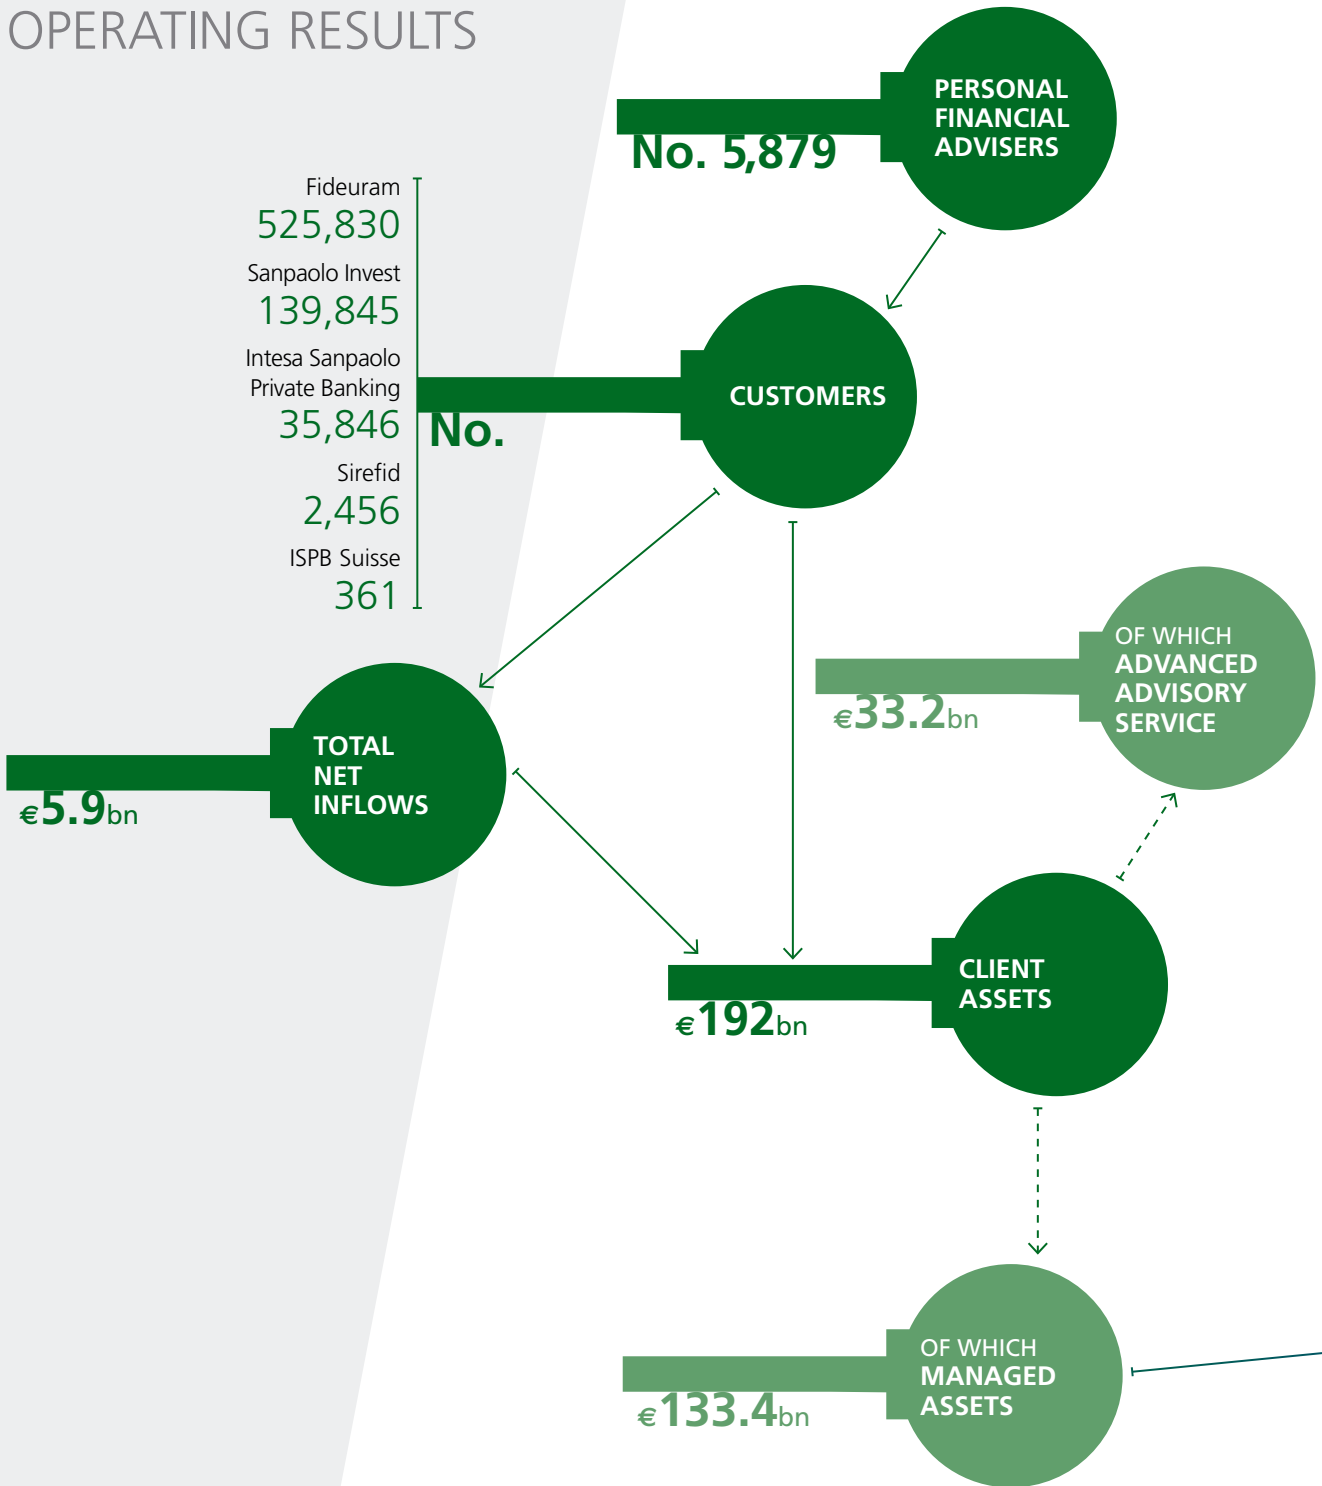 OPERATING RESULTS
PERSONAL
FINANCIAL
ADVISERS
No. 5,879
Fideuram
525,830
Sanpaolo Invest
139,845
Intesa Sanpaolo
Private Banking
35,846
Sirefid
2,456
ISPB Suisse
361
No.
CUSTOMERS
OF WHICH
ADVANCED
ADVISORY
SERVICE
€33.2bn
TOTAL
NET
INFLOWS
€5.9bn
CLIENT
ASSETS
€192bn
OF WHICH
MANAGED
ASSETS
€133.4bn